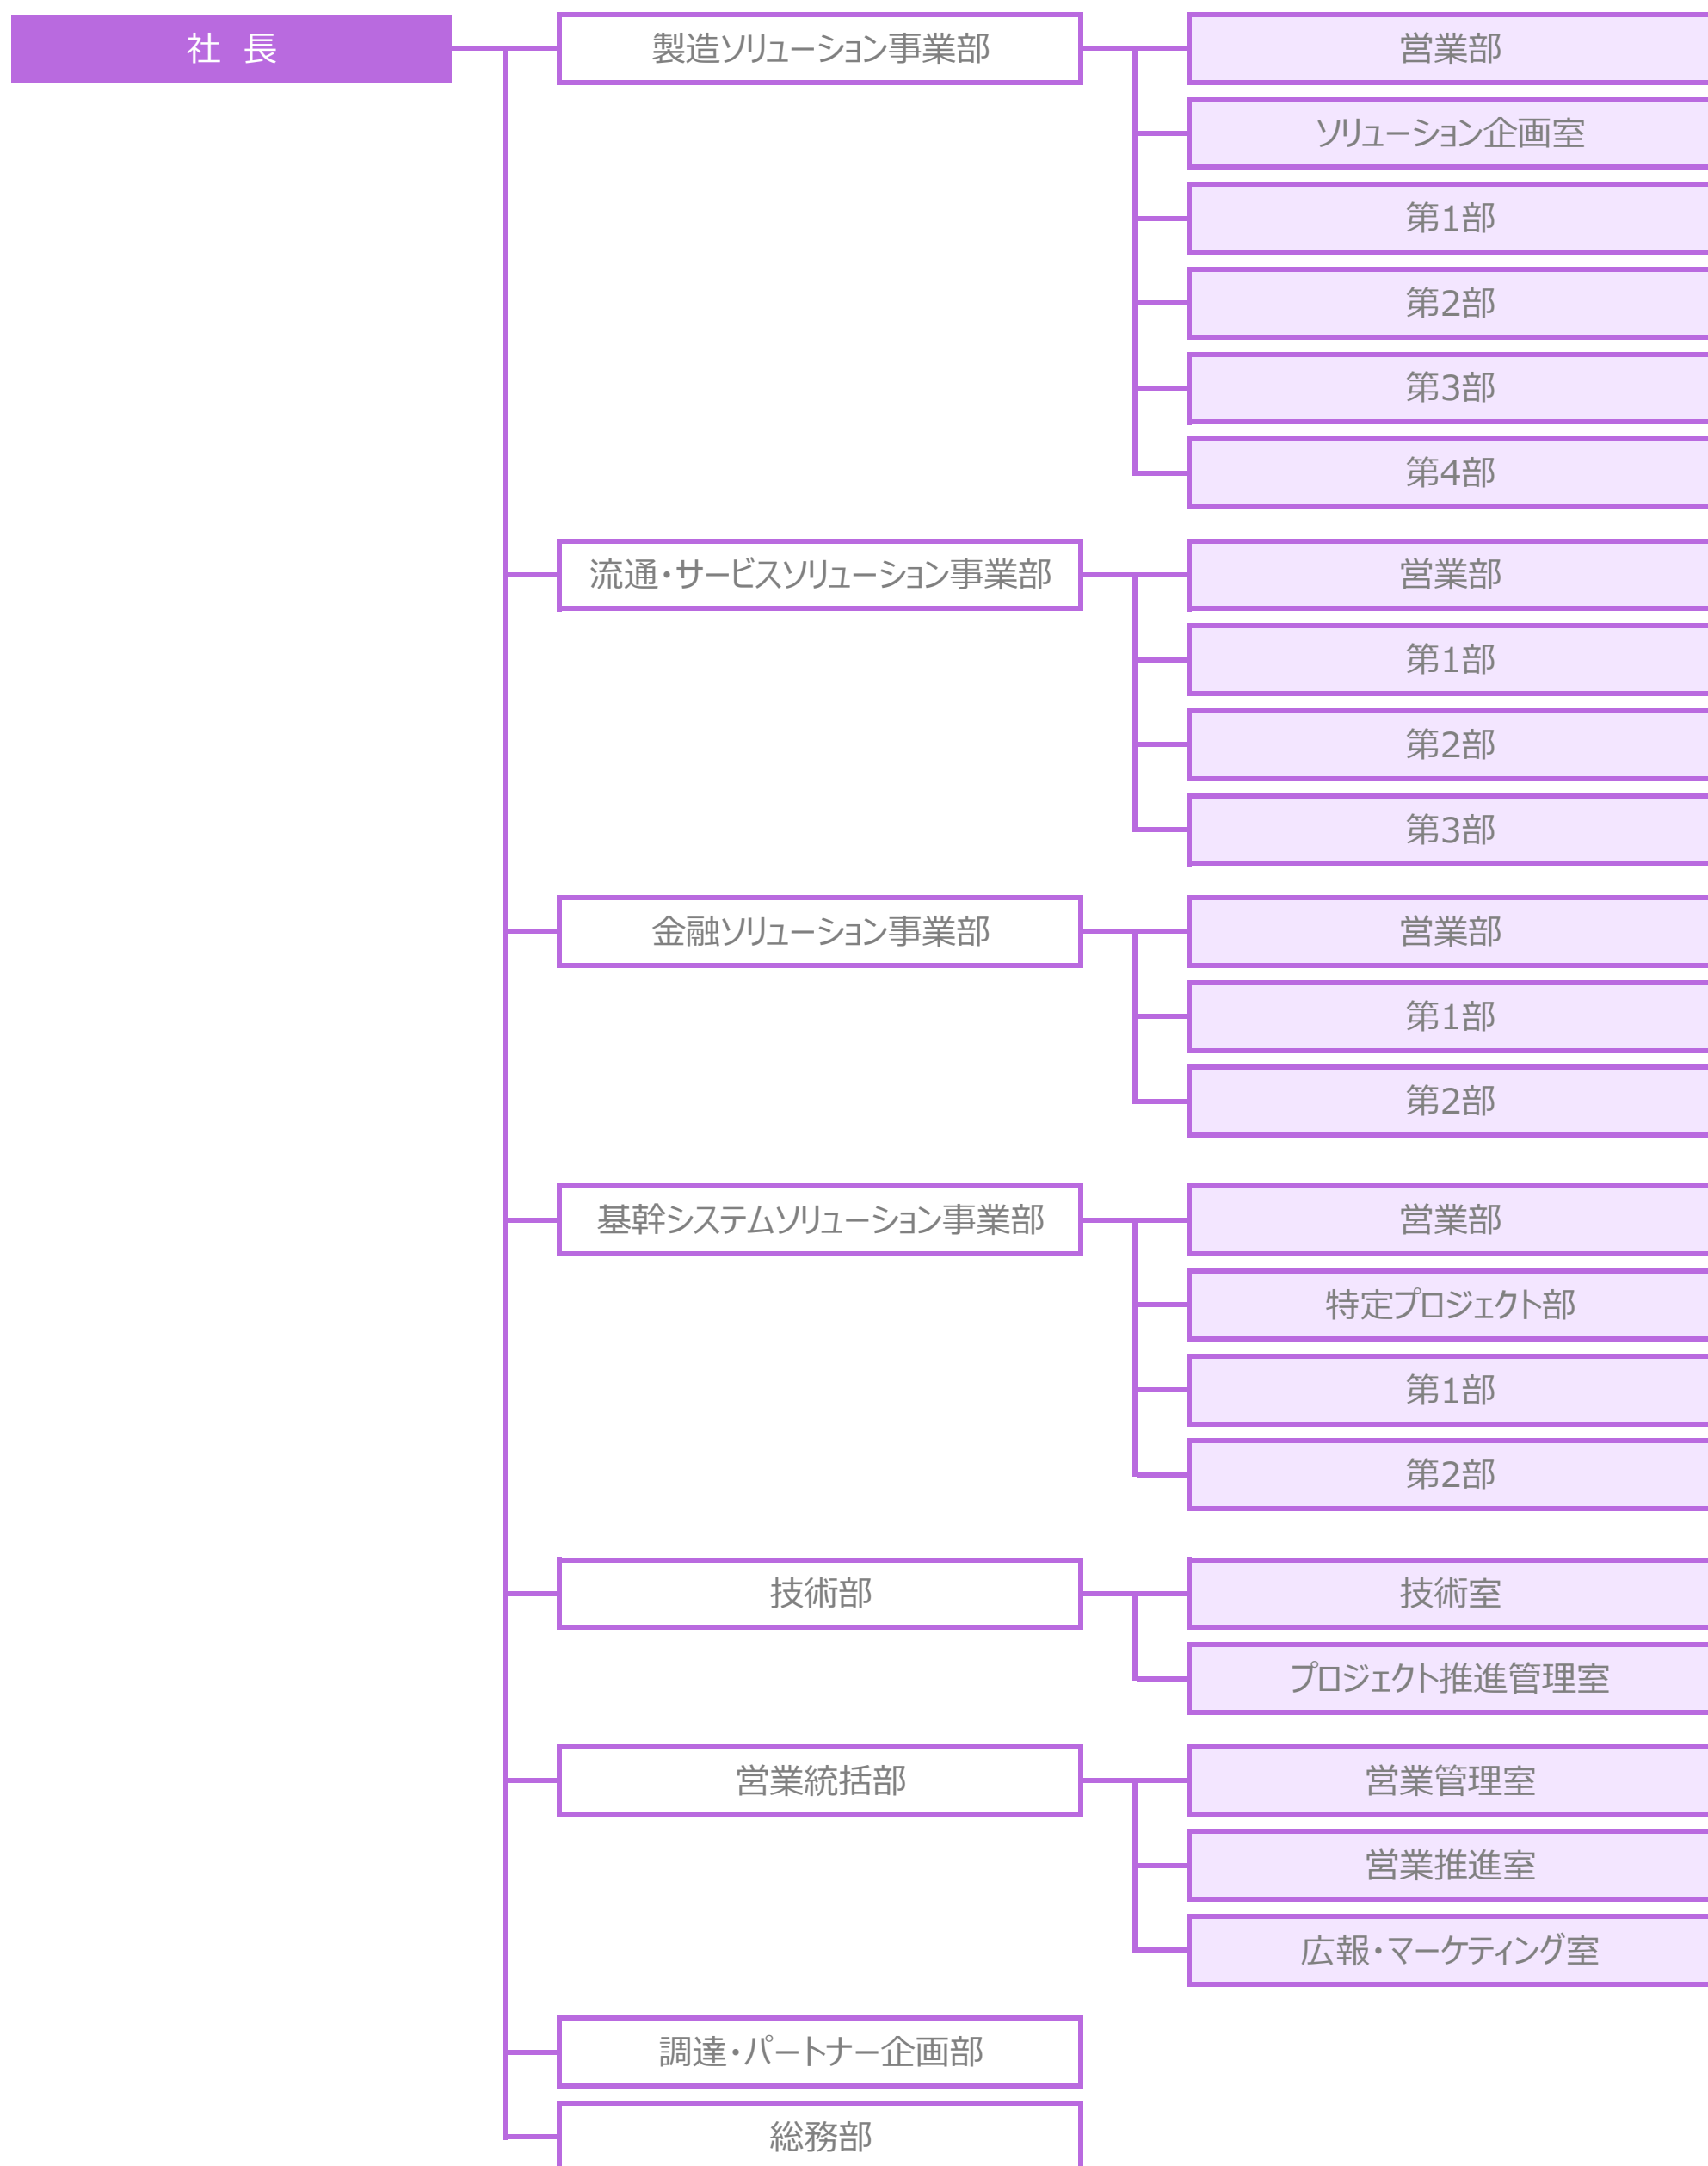 社　長
製造ソリューション事業部
営業部
ソリューション企画室
第1部
第2部
第3部
第4部
流通・サービスソリューション事業部
営業部
第1部
第2部
第3部
金融ソリューション事業部
営業部
第1部
第2部
基幹システムソリューション事業部
営業部
特定プロジェクト部
第1部
第2部
技術部
技術室
プロジェクト推進管理室
営業統括部
営業管理室
営業推進室
広報・マーケティング室
調達・パートナー企画部
総務部